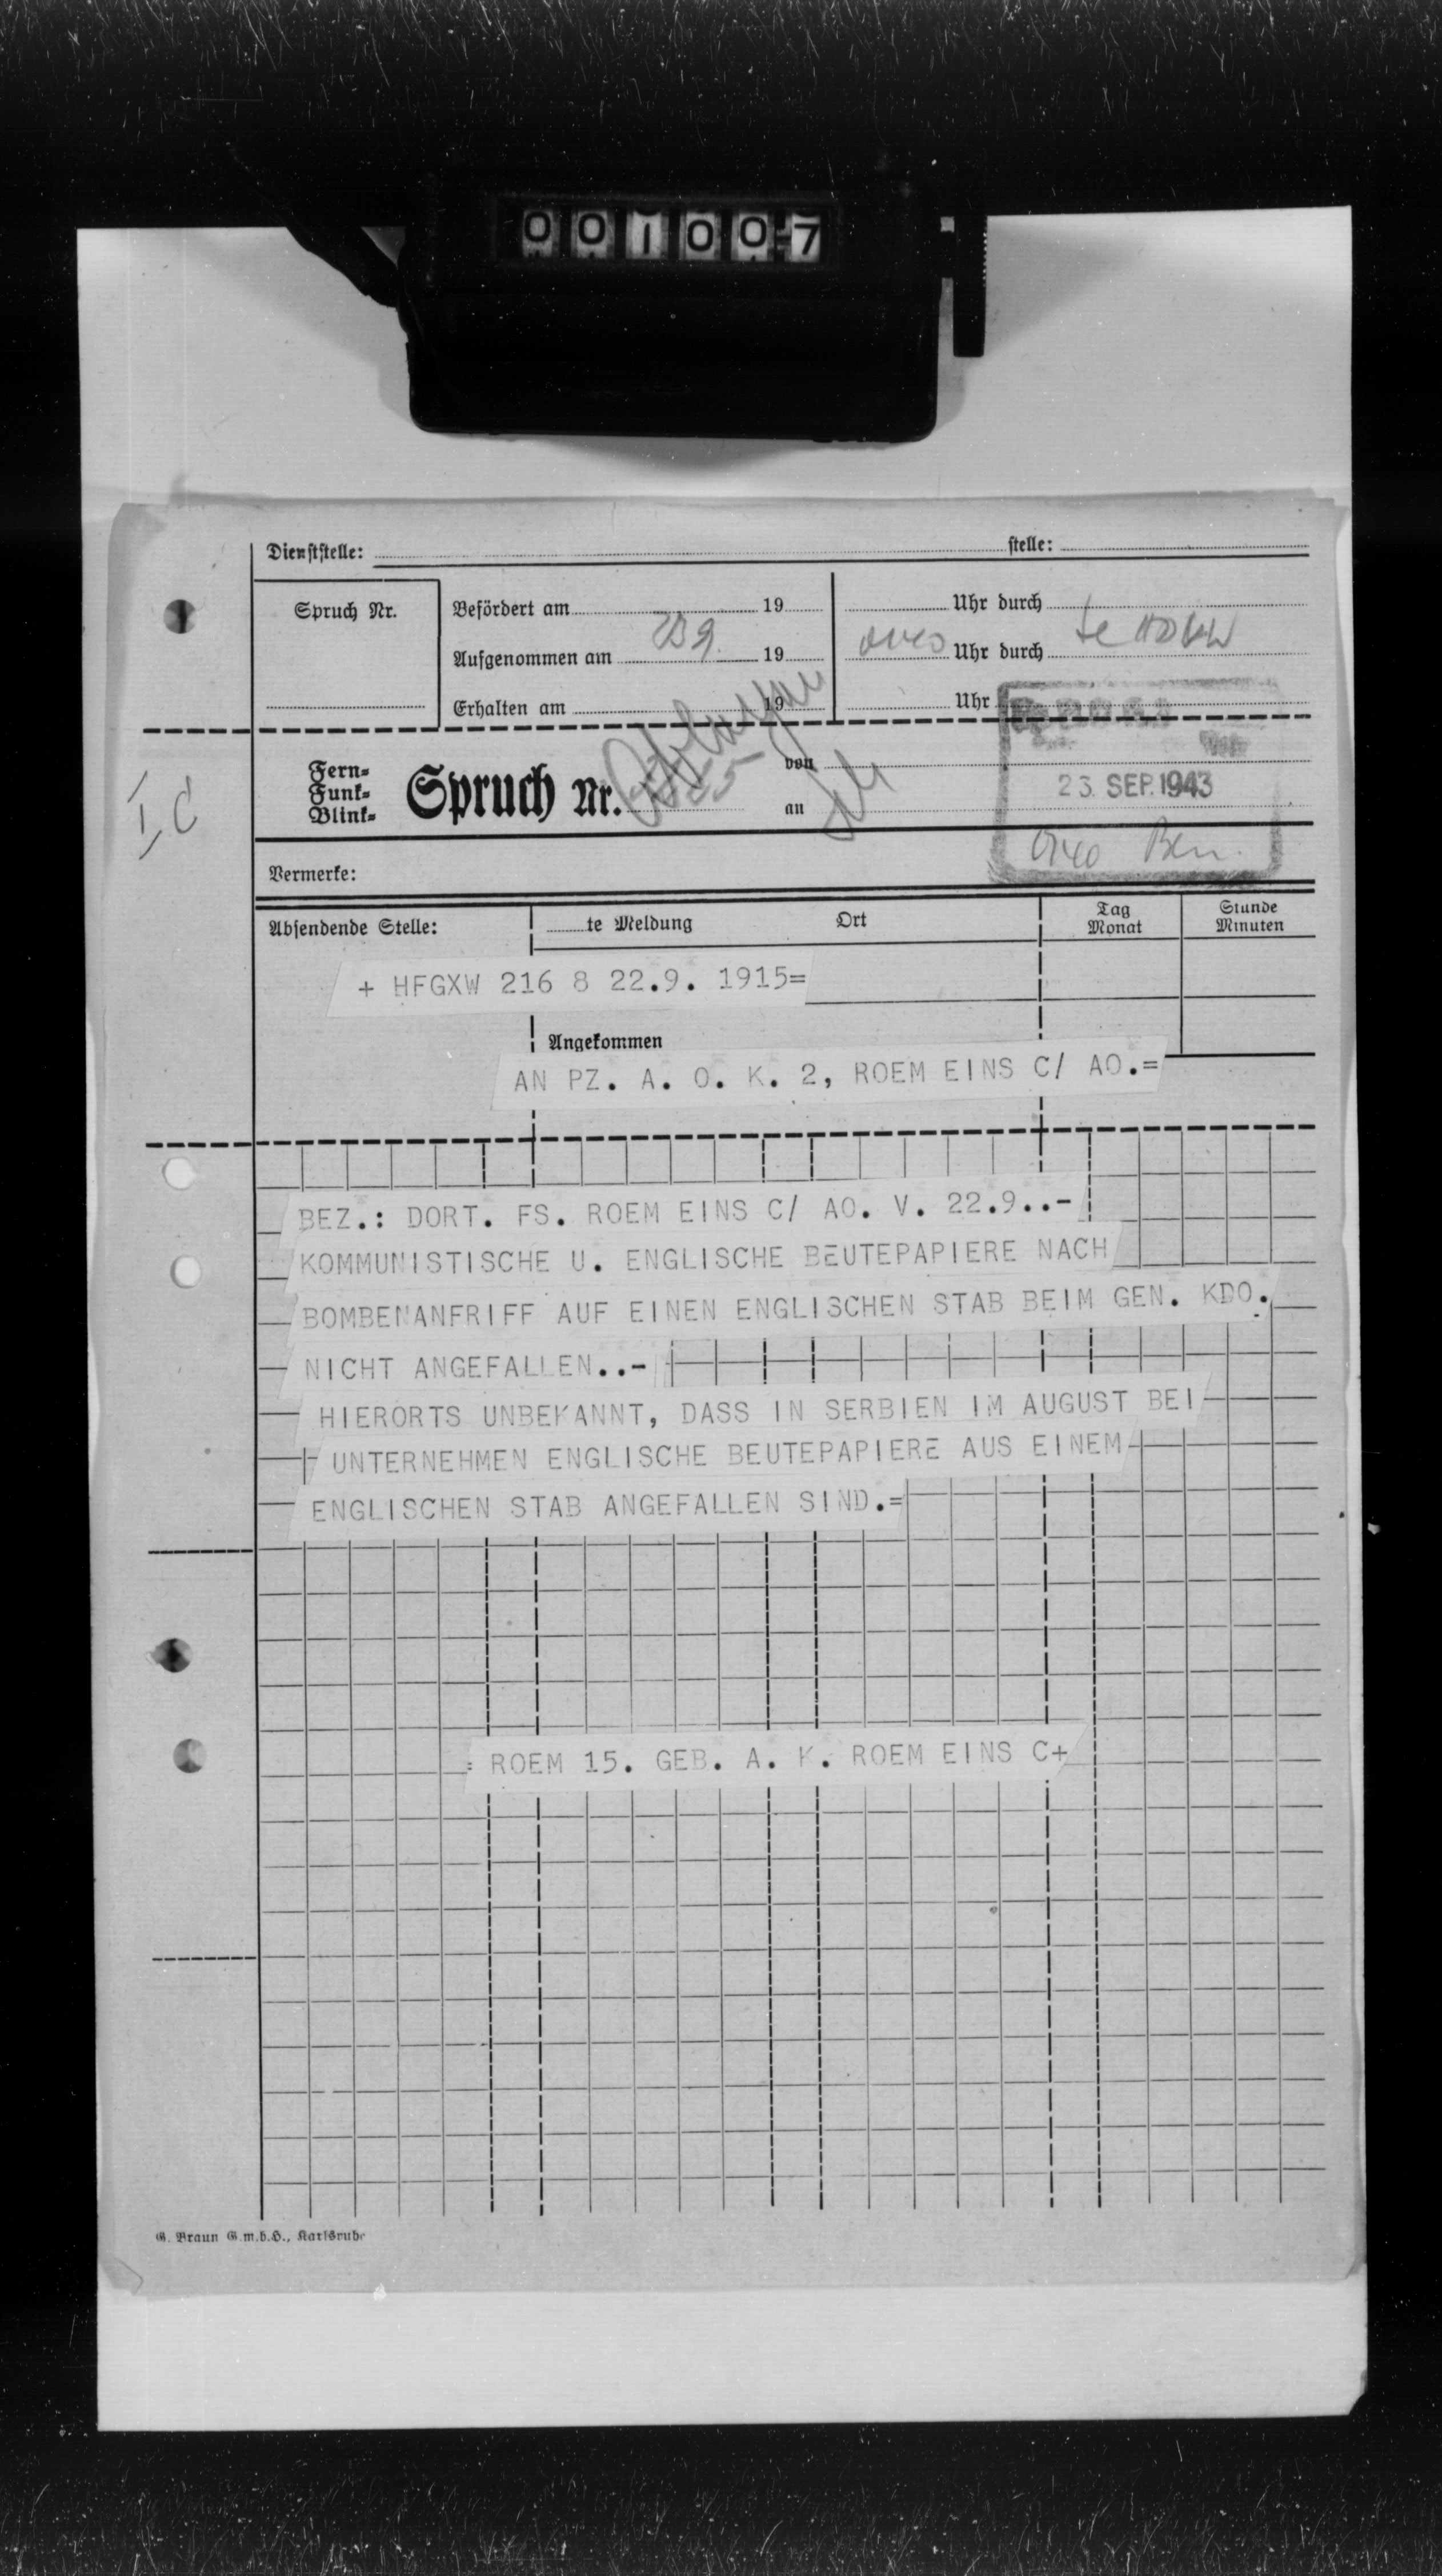 001007
Dienststelle: stelle:
Spruch Nr.
Befördert am 19 Uhr durch
Aufgenommen am 23 9. 19 0140 Uhr durch
Erhalten am 19 Uhr
Fern-
Funk-
Blink-
Spruch Nr. von
an
23. SEP. 1943
0140
I C
Vermerke:
Absendende Stelle: te Meldung Ort Tag Monat Stunde Minuten
+ HFGXW 216 8 22.9. 1915=
Angekommen
AN PZ. A. O. K. 2, ROEM EINS C/ AO.=
BEZ.: DORT. FS. ROEM EINS C/ AO. V. 22.9..-
KOMMUNISTISCHE U. ENGLISCHE BEUTEPAPIERE NACH
BOMBENANFRIFF AUF EINEN ENGLISCHEN STAB BEIM GEN. KDO.
NICHT ANGEFALLEN..-
HIERORTS UNBEKANNT, DASS IN SERBIEN IM AUGUST BEI
UNTERNEHMEN ENGLISCHE BEUTEPAPIERE AUS EINEM
ENGLISCHEN STAB ANGEFALLEN SIND.=
= ROEM 15. GEB. A. K. ROEM EINS C+
G. Braun G.m.b.H., Karlsruhe